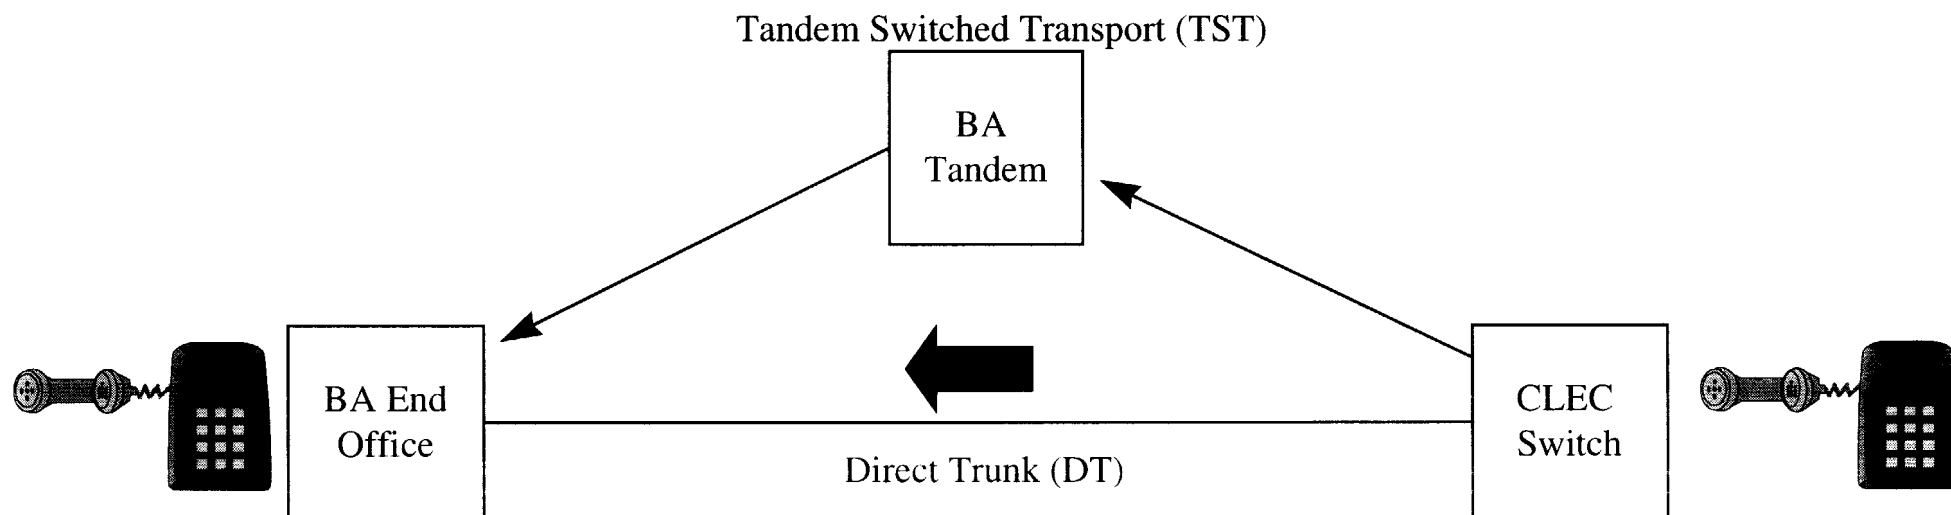 Tandem Switched Transport (TST)
BA
Tandem
BA End
Office
CLEC
Switch
Direct Trunk (DT)